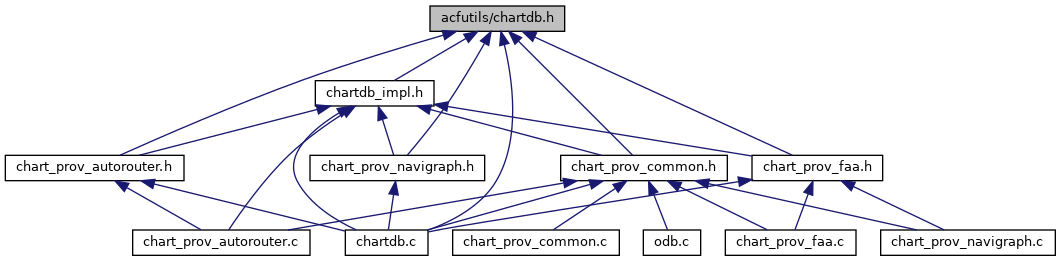 acfutils/chartdb.h
chartdb_impl.h
chart_prov_autorouter.h
chart_prov_navigraph.h
chart_prov_common.h
chart_prov_faa.h
chart_prov_autorouter.c
chartdb.c
chart_prov_common.c
odb.c
chart_prov_faa.c
chart_prov_navigraph.c